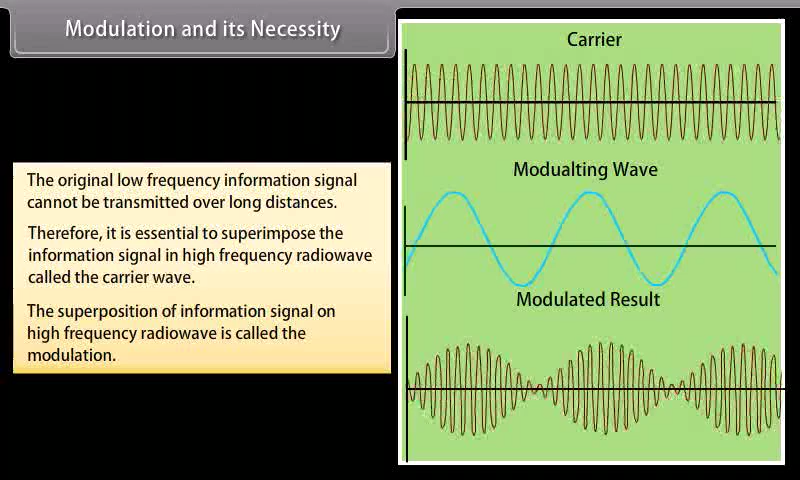 Modulation and its Necessity
The original low frequency information signal
cannot be transmitted over long distances.
Therefore, it is essential to superimpose the
information signal in high frequency radiowave
called the carrier wave.
The superposition of information signal on
high frequency radiowave is called the
modulation.
Carrier
Modualting Wave
Modulated Result